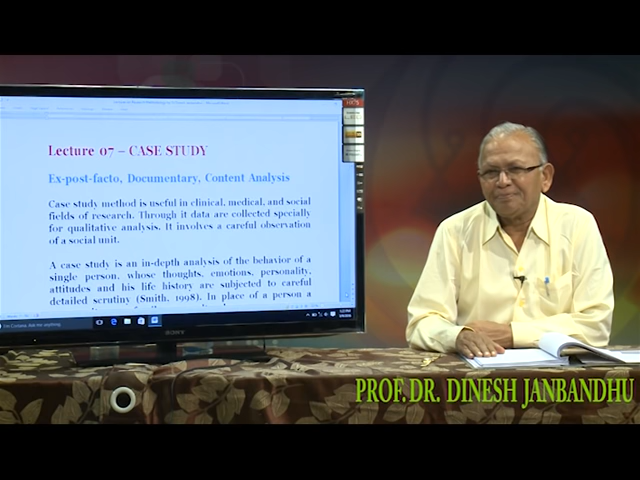 Lecture 07 – CASE STUDY
Ex-post-facto, Documentary, Content Analysis
Case study method is useful in clinical, medical, and social
fields of research. Through it data are collected specially
for qualitative analysis. It involves a careful observation
of a social unit.
A case study is an in-depth analysis of the behavior of a
single person, whose thoughts, emotions, personality,
attitudes and his life history are subjected to careful
detailed scrutiny (Smith, 1998). In place of a person a
I'm Cortana. Ask me anything.
SONY
PROF. DR. DINESH JANBANDHU